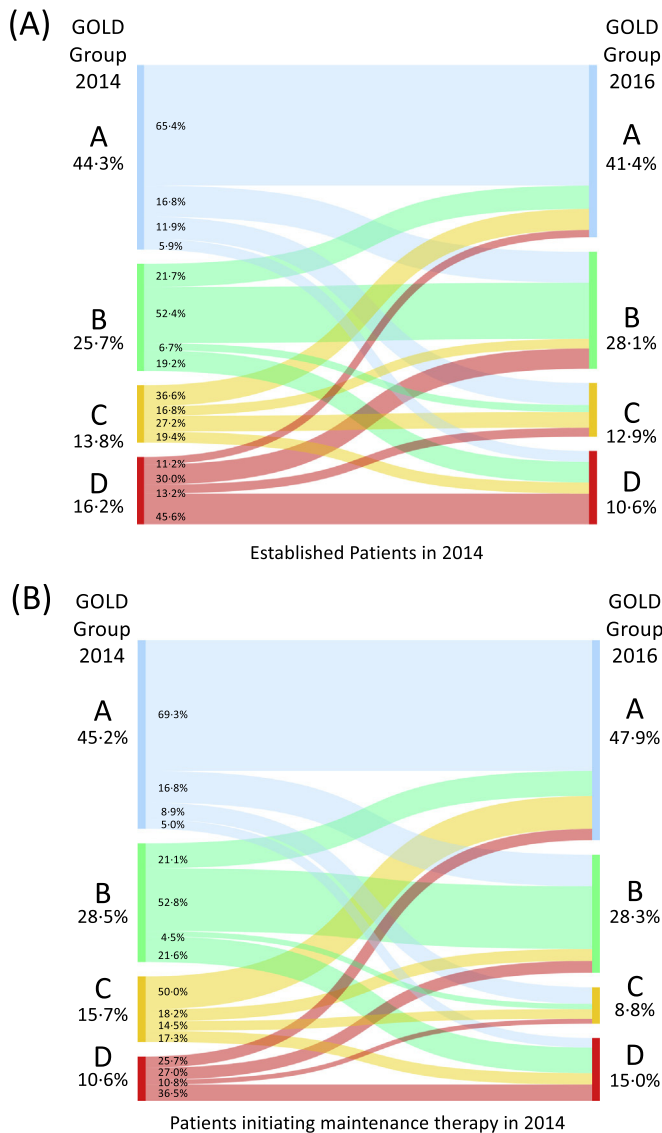 (A)
GOLD
Group
2014
GOLD
Group
2016
A
44·3%
65·4%
16·8%
11·9%
5·9%
A
41·4%
B
25·7%
21·7%
52·4%
6·7%
19·2%
B
28·1%
C
13·8%
36·6%
16·8%
27·2%
19·4%
C
12·9%
D
16·2%
11·2%
30·0%
13·2%
45·6%
D
10·6%
Established Patients in 2014
(B)
GOLD
Group
2014
GOLD
Group
2016
A
45·2%
69·3%
16·8%
8·9%
5·0%
A
47·9%
B
28·5%
21·1%
52·8%
4·5%
21·6%
B
28·3%
C
15·7%
50·0%
18·2%
14·5%
17·3%
C
8·8%
D
10·6%
25·7%
27·0%
10·8%
36·5%
D
15·0%
Patients initiating maintenance therapy in 2014